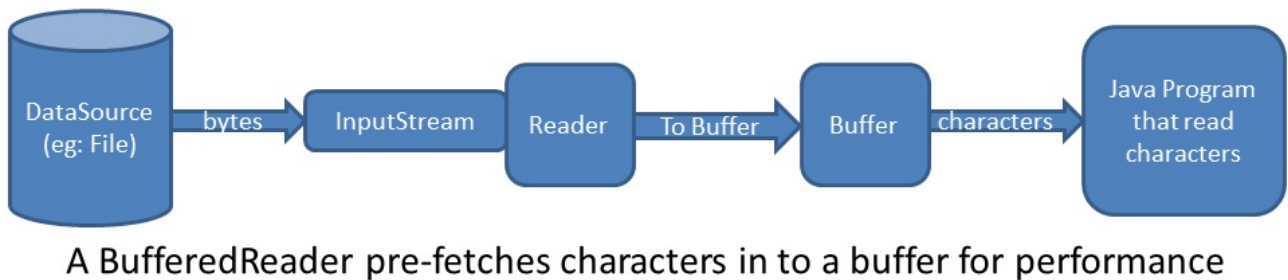 DataSource
(eg: File)
bytes
InputStream
Reader
To Buffer
Buffer
characters
Java Program
that read
characters
A BufferedReader pre-fetches characters in to a buffer for performance